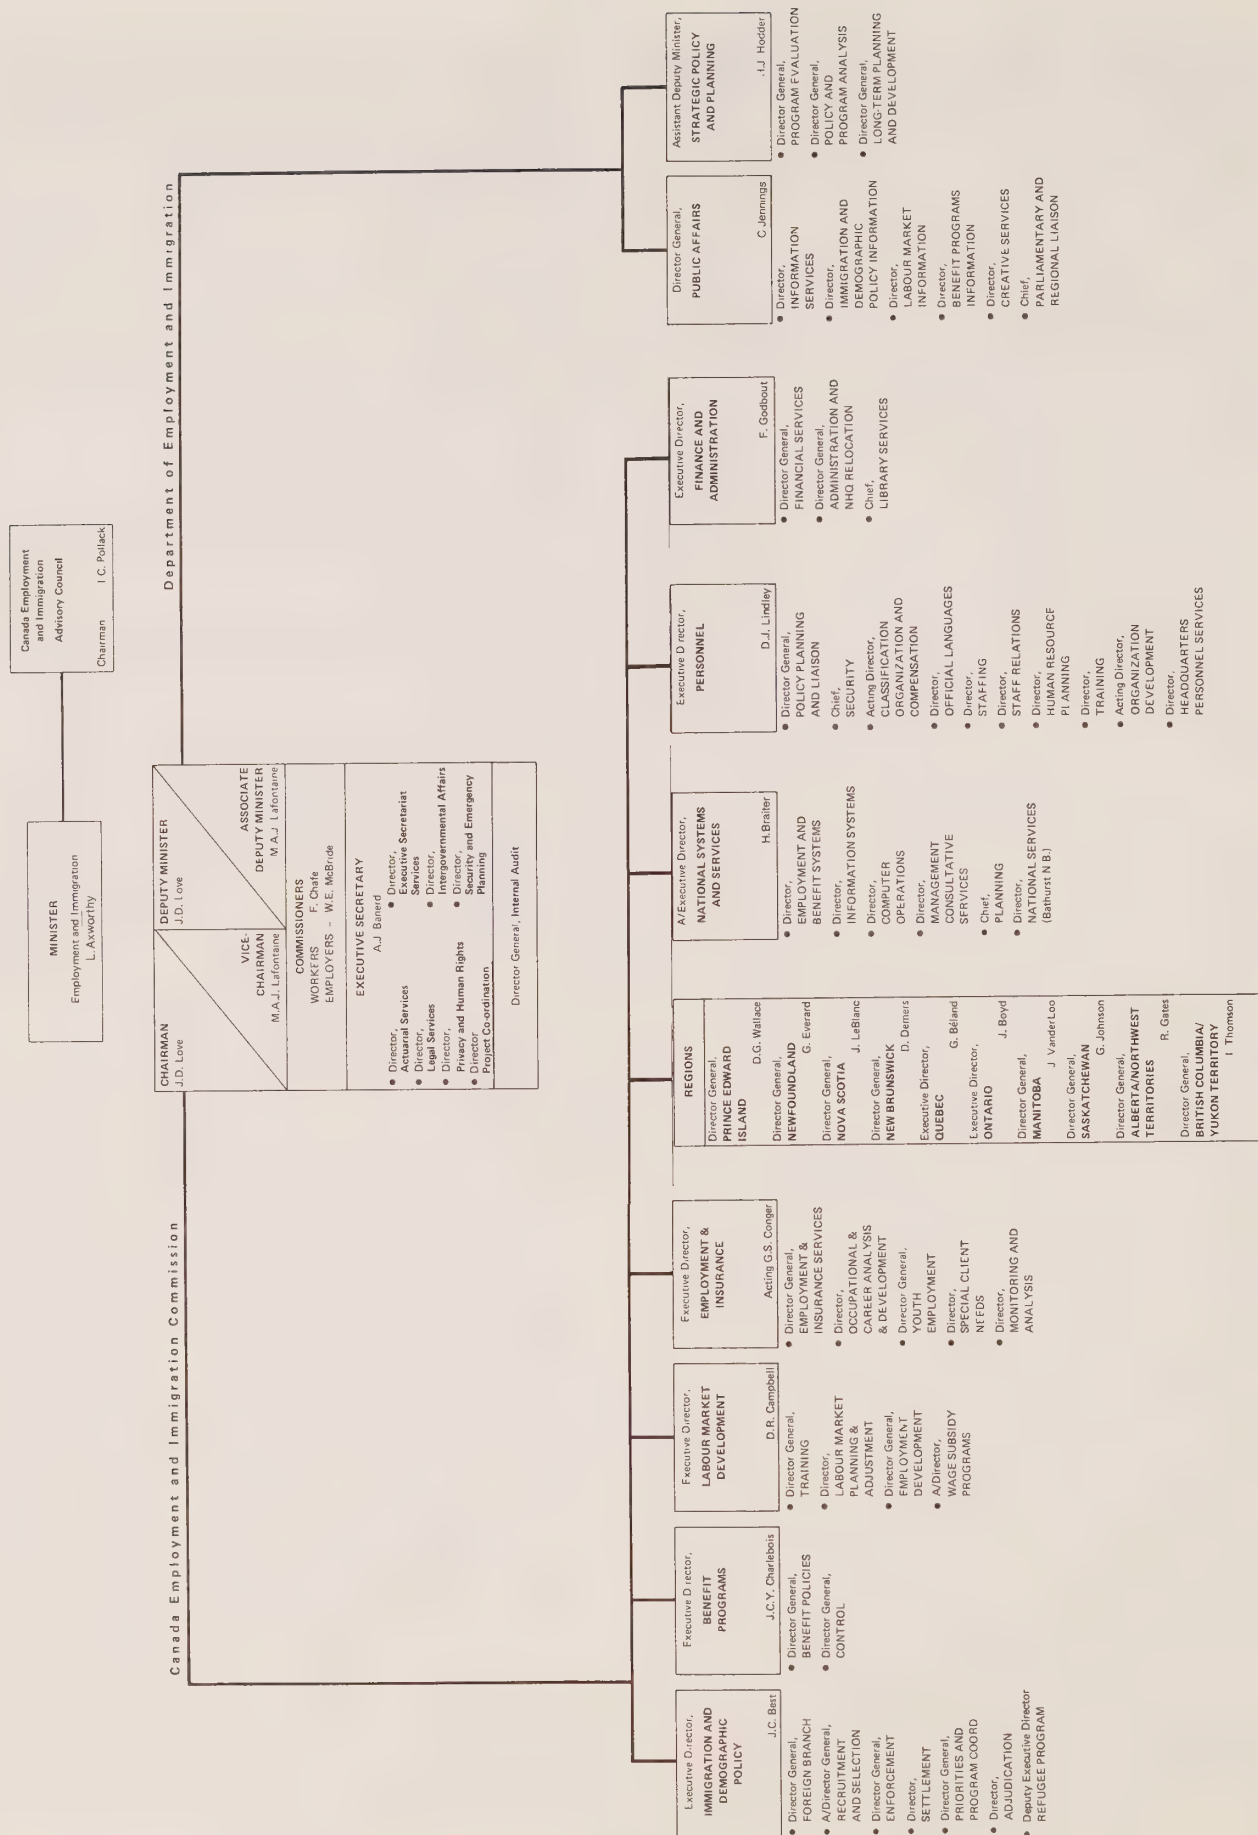 MINISTER
Employment and Immigration
L. Axworthy
Canada Employment
and Immigration
Advisory Council
Chairman I C. Pollack
Canada Employment and Immigration Commission
Department of Employment and Immigration
CHAIRMAN
J.D. Love
VICE-
CHAIRMAN
M.A.J. Lafontaine
DEPUTY MINISTER
J.D. Love
ASSOCIATE
DEPUTY MINISTER
M A.J Lafontaine
COMMISSIONERS
WORKERS F. Chafe
EMPLOYERS - W.E. McBride
EXECUTIVE SECRETARY
A.J Banerd
• Director,
Actuarial Services
• Director,
Legal Services
• Director,
Privacy and Human Rights
• Director
Project Co-ordination
• Director,
Executive Secretariat
Services
• Director,
Intergovernmental Affairs
• Director,
Security and Emergency
Planning
Director General, Internal Audit
Executive Director,
IMMIGRATION AND
DEMOGRAPHIC
POLICY
J.C. Best
• Director General,
FOREIGN BRANCH
• A/Director General,
RECRUITMENT
AND SELECTION
• Director General,
ENFORCEMENT
• Director,
SETTLEMENT
• Director General,
PRIORITIES AND
PROGRAM COORD
• Director,
ADJUDICATION
• Deputy Executive Director
REFUGEE PROGRAM
Executive Director,
BENEFIT
PROGRAMS
J.C.Y. Charlebois
• Director General,
BENEFIT POLICIES
• Director General,
CONTROL
Executive Director,
LABOUR MARKET
DEVELOPMENT
D.R. Campbell
• Director General,
TRAINING
• Director,
LABOUR MARKET
PLANNING &
ADJUSTMENT
• Director General,
EMPLOYMENT
DEVELOPMENT
• A/Director,
WAGE SUBSIDY
PROGRAMS
Executive Director,
EMPLOYMENT &
INSURANCE
Acting G.S. Conger
• Director General,
EMPLOYMENT &
INSURANCE SERVICES
• Director,
OCCUPATIONAL &
CAREER ANALYSIS
& DEVELOPMENT
• Director General,
YOUTH
EMPLOYMENT
• Director,
SPECIAL CLIENT
NEEDS
• Director,
MONITORING AND
ANALYSIS
REGIONS
Director General,
PRINCE EDWARD
ISLAND
D.G. Wallace
Director General,
NEWFOUNDLAND
G. Everard
Director General,
NOVA SCOTIA
J. LeBlanc
Director General,
NEW BRUNSWICK
D. Demers
Executive Director,
QUEBEC
G. Béland
Executive Director,
ONTARIO
J. Boyd
Director General,
MANITOBA
J VanderLoo
Director General,
SASKATCHEWAN
G. Johnson
Director General,
ALBERTA/NORTHWEST
TERRITORIES
R. Gates
Director General,
BRITISH COLUMBIA/
YUKON TERRITORY
I Thomson
A/Executive Director,
NATIONAL SYSTEMS
AND SERVICES
H.Braiter
• Director,
EMPLOYMENT AND
BENEFIT SYSTEMS
• Director,
INFORMATION SYSTEMS
• Director,
COMPUTER
OPERATIONS
• Director,
MANAGEMENT
CONSULTATIVE
SERVICES
• Chief,
PLANNING
• Director,
NATIONAL SERVICES
(Bathurst N B.)
Executive Director,
PERSONNEL
D.J. Lindley
• Director General,
POLICY PLANNING
AND LIAISON
• Chief,
SECURITY
• Acting Director,
CLASSIFICATION
ORGANIZATION AND
COMPENSATION
• Director,
OFFICIAL LANGUAGES
• Director,
STAFFING
• Director,
STAFF RELATIONS
• Director,
HUMAN RESOURCE
PLANNING
• Director,
TRAINING
• Acting Director,
ORGANIZATION
DEVELOPMENT
• Director,
HEADQUARTERS
PERSONNEL SERVICES
Executive Director,
FINANCE AND
ADMINISTRATION
F. Godbout
• Director General,
FINANCIAL SERVICES
• Director General,
ADMINISTRATION AND
NHQ RELOCATION
• Chief,
LIBRARY SERVICES
Director General,
PUBLIC AFFAIRS
C Jennings
• Director,
INFORMATION
SERVICES
• Director,
IMMIGRATION AND
DEMOGRAPHIC
POLICY INFORMATION
• Director,
LABOUR MARKET
INFORMATION
• Director,
BENEFIT PROGRAMS
INFORMATION
• Director,
CREATIVE SERVICES
• Chief,
PARLIAMENTARY AND
REGIONAL LIAISON
Assistant Deputy Minister,
STRATEGIC POLICY
AND PLANNING
H.J Hodder
• Director General,
PROGRAM EVALUATION
• Director General,
POLICY AND
PROGRAM ANALYSIS
• Director General,
LONG-TERM PLANNING
AND DEVELOPMENT